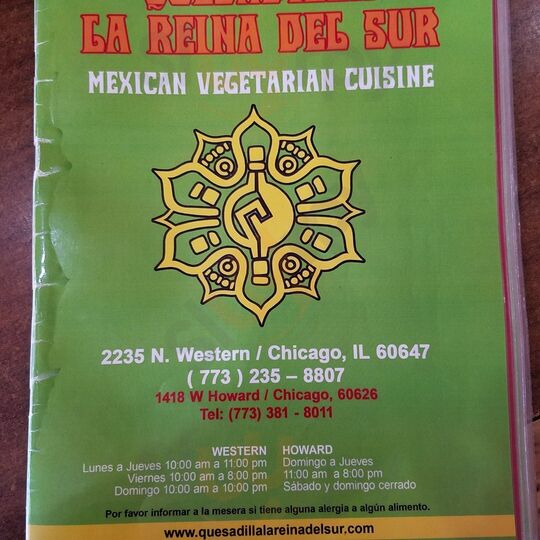 LA REINA DEL SUR
MEXICAN VEGETARIAN CUISINE
2235 N. Western / Chicago, IL 60647
( 773 ) 235 – 8807
1418 W Howard / Chicago, 60626
Tel: (773) 381 - 8011
WESTERN HOWARD
Lunes a Jueves 10:00 am a 11:00 pm Domingo a Jueves
Viernes 10:00 am a 8:00 pm 11:00 am a 8:00 pm
Domingo 10:00 am a 10:00 pm Sábado y domingo cerrado
Por favor informar a la mesera si tiene alguna alergia a algún alimento.
www.quesadillalareinadelsur.com